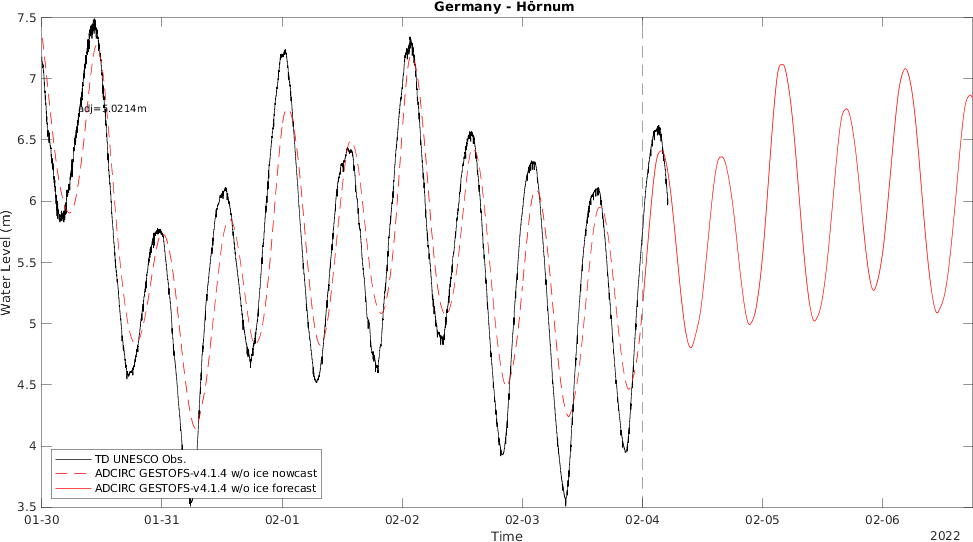 Germany - Hörnum
7.5
7
adj=5.0214m
6.5
6
5.5
5
4.5
4
3.5
Water Level (m)
TD UNESCO Obs.
ADCIRC GESTOFS-v4.1.4 w/o ice nowcast
ADCIRC GESTOFS-v4.1.4 w/o ice forecast
01-30 01-31 02-01 02-02 02-03 02-04 02-05 02-06
Time
2022